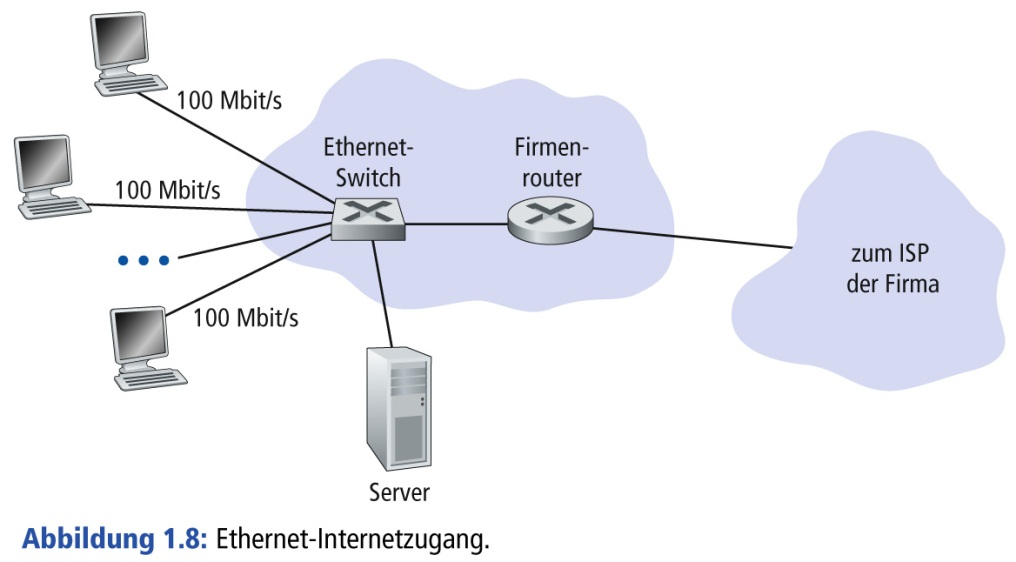 100 Mbit/s
100 Mbit/s
100 Mbit/s
Ethernet-
Switch
Firmen-
router
zum ISP
der Firma
Server
Abbildung 1.8: Ethernet-Internetzugang.